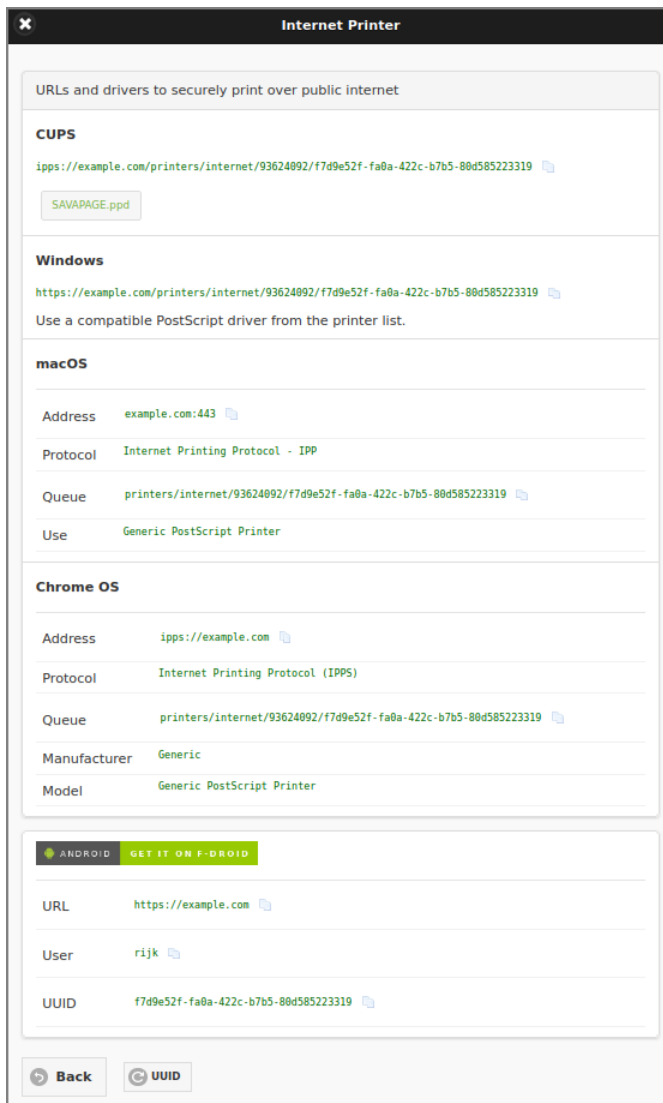 Internet Printer
URLs and drivers to securely print over public internet
CUPS
ipps://example.com/printers/internet/93624092/f7d9e52f-fa0a-422c-b7b5-80d585223319
SAVAPAGE.ppd
Windows
https://example.com/printers/internet/93624092/f7d9e52f-fa0a-422c-b7b5-80d585223319
Use a compatible PostScript driver from the printer list.
macOS
Address example.com:443
Protocol Internet Printing Protocol - IPP
Queue printers/internet/93624092/f7d9e52f-fa0a-422c-b7b5-80d585223319
Use Generic PostScript Printer
Chrome OS
Address ipps://example.com
Protocol Internet Printing Protocol (IPPS)
Queue printers/internet/93624092/f7d9e52f-fa0a-422c-b7b5-80d585223319
Manufacturer Generic
Model Generic PostScript Printer
ANDROID GET IT ON F-DROID
URL https://example.com
User rijk
UUID f7d9e52f-fa0a-422c-b7b5-80d585223319
Back UUID